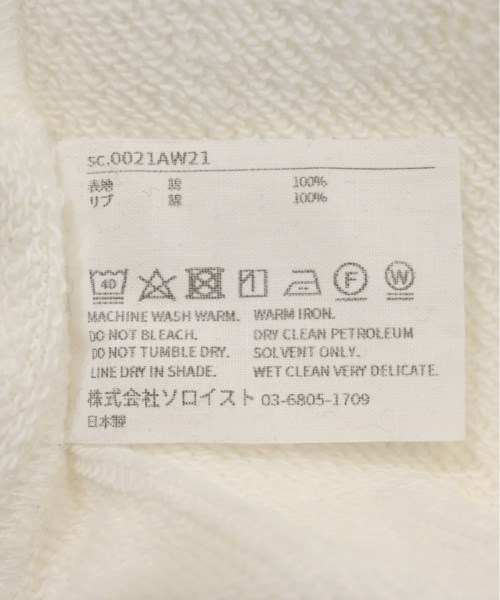 sc.0021AW21
表地 綿 100%
リブ 綿 100%
40 F W
MACHINE WASH WARM. WARM IRON.
DO NOT BLEACH. DRY CLEAN PETROLEUM
DO NOT TUMBLE DRY. SOLVENT ONLY.
LINE DRY IN SHADE. WET CLEAN VERY DELICATE.
株式会社ソロイスト 03-6805-1709
日本製